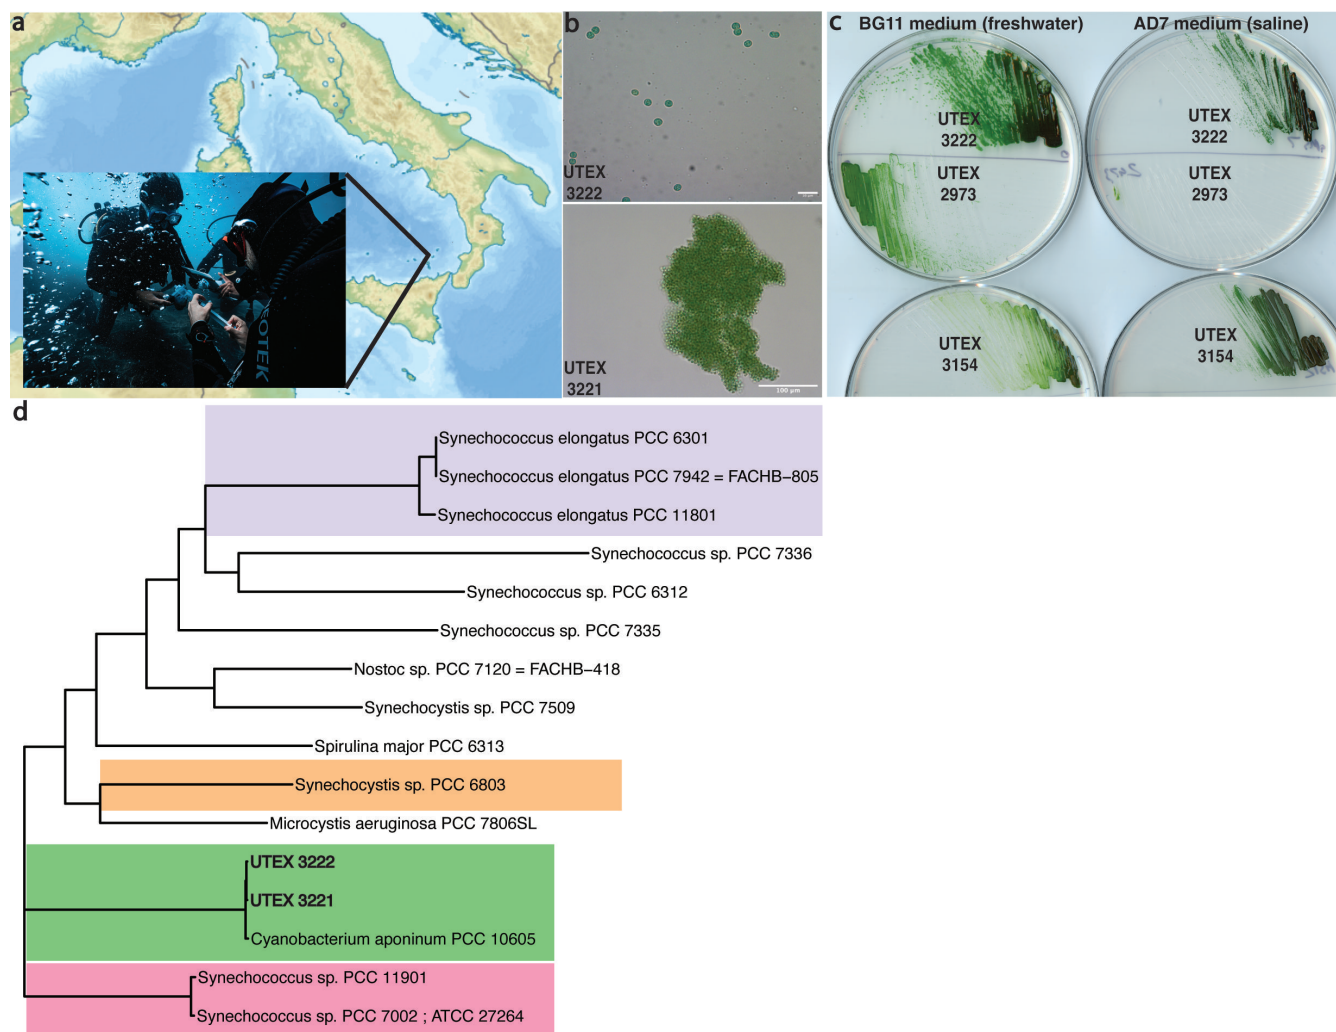 a
OTEK
b
UTEX
3222
UTEX
3221
100 µm
c
BG11 medium (freshwater)
AD7 medium (saline)
UTEX
3222
UTEX
2973
UTEX
3154
UTEX
3222
2973
UTEX
2973
UTEX
3154
d
Synechococcus elongatus PCC 6301
Synechococcus elongatus PCC 7942 = FACHB−805
Synechococcus elongatus PCC 11801
Synechococcus sp. PCC 7336
Synechococcus sp. PCC 6312
Synechococcus sp. PCC 7335
Nostoc sp. PCC 7120 = FACHB−418
Synechocystis sp. PCC 7509
Spirulina major PCC 6313
Synechocystis sp. PCC 6803
Microcystis aeruginosa PCC 7806SL
UTEX 3222
UTEX 3221
Cyanobacterium aponinum PCC 10605
Synechococcus sp. PCC 11901
Synechococcus sp. PCC 7002 ; ATCC 27264